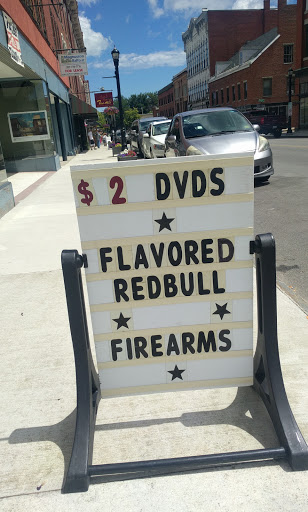 $2 DVDS
FLAVORED
REDBULL
FIREARMS